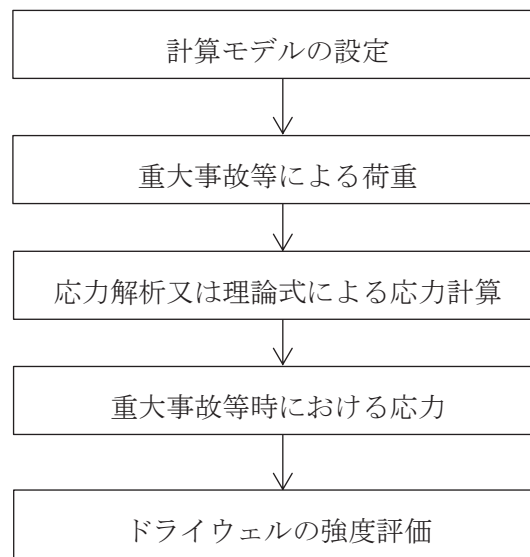 計算モデルの設定
重大事故等による荷重
応力解析又は理論式による応力計算
重大事故等時における応力
ドライウェルの強度評価